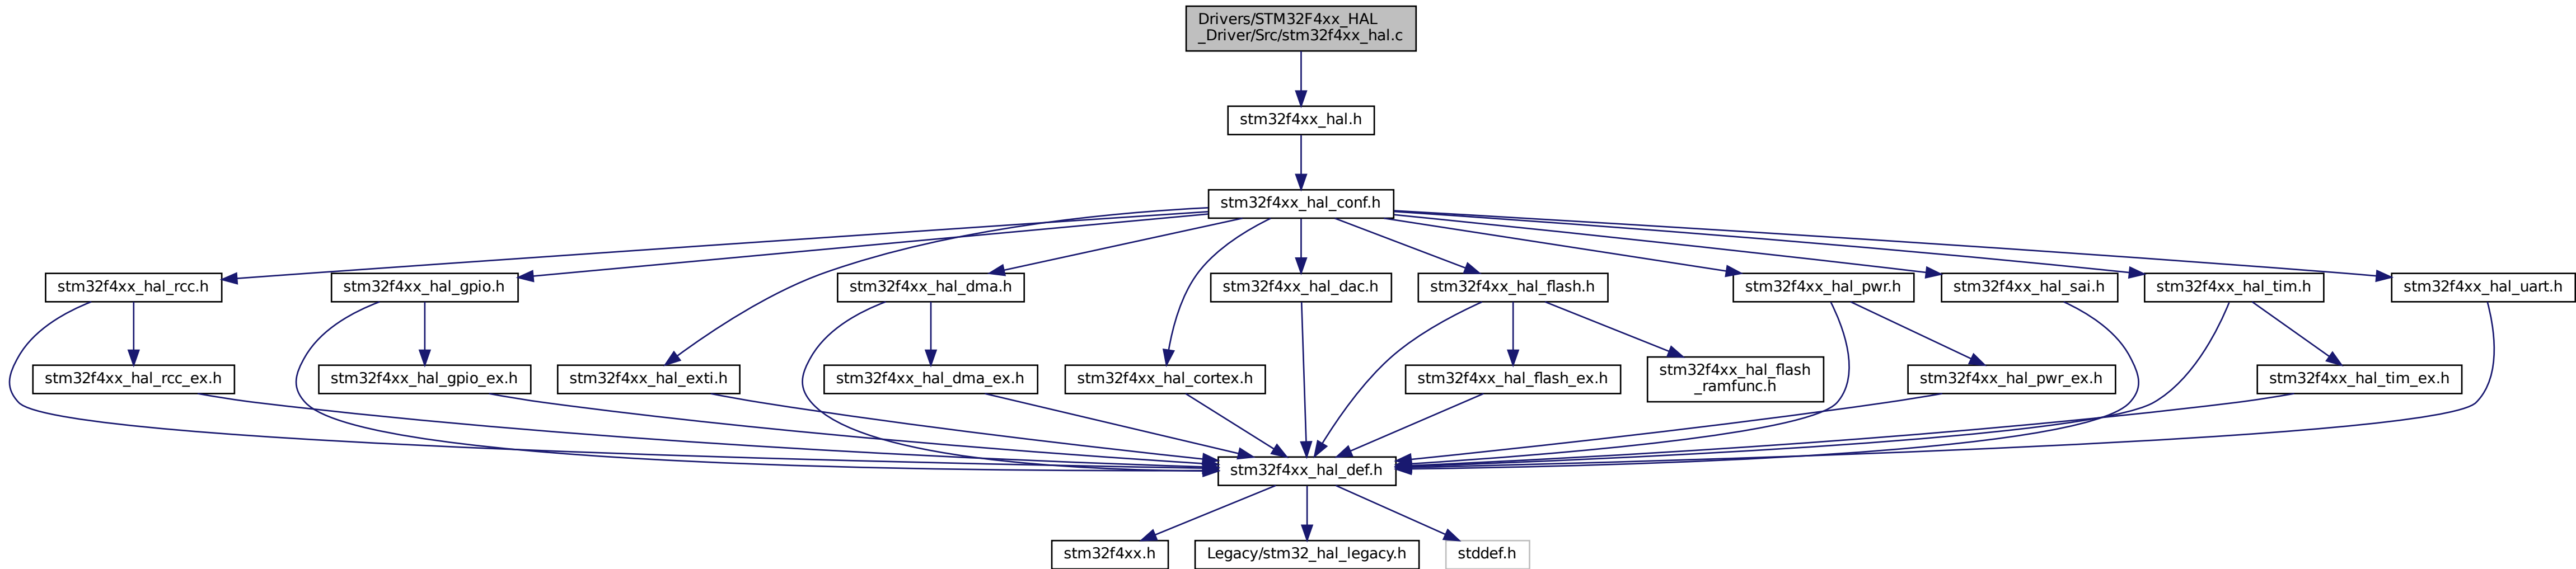 Drivers/STM32F4xx_HAL
_Driver/Src/stm32f4xx_hal.c
stm32f4xx_hal.h
stm32f4xx_hal_conf.h
stm32f4xx_hal_rcc.h
stm32f4xx_hal_gpio.h
stm32f4xx_hal_dma.h
stm32f4xx_hal_dac.h
stm32f4xx_hal_flash.h
stm32f4xx_hal_pwr.h
stm32f4xx_hal_sai.h
stm32f4xx_hal_tim.h
stm32f4xx_hal_uart.h
stm32f4xx_hal_rcc_ex.h
stm32f4xx_hal_gpio_ex.h
stm32f4xx_hal_exti.h
stm32f4xx_hal_dma_ex.h
stm32f4xx_hal_cortex.h
stm32f4xx_hal_flash_ex.h
stm32f4xx_hal_flash
_ramfunc.h
stm32f4xx_hal_pwr_ex.h
stm32f4xx_hal_tim_ex.h
stm32f4xx_hal_def.h
stm32f4xx.h
Legacy/stm32_hal_legacy.h
stddef.h